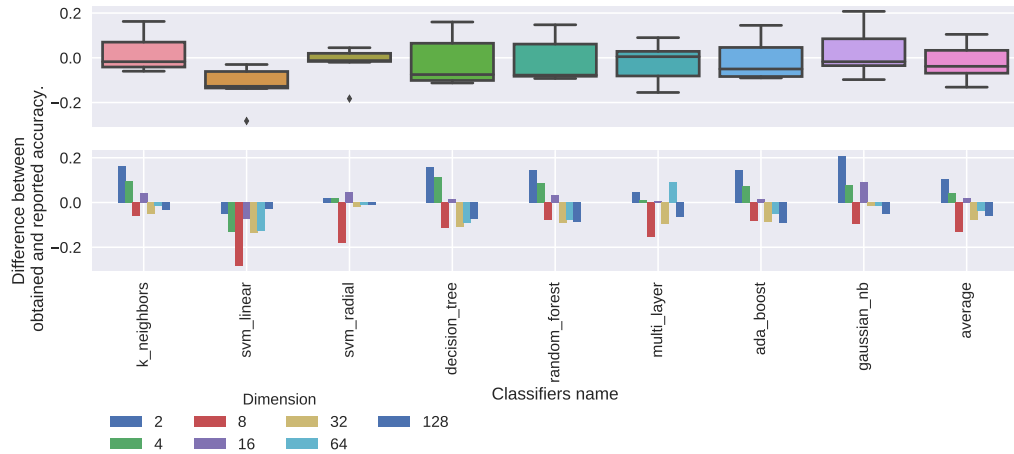 0.2
0.0
−0.2
0.2
0.0
−0.2
Difference between
obtained and reported accuracy.
k_neighbors
svm_linear
svm_radial
decision_tree
random_forest
multi_layer
ada_boost
gaussian_nb
average
Classifiers name
Dimension
2 8 32 128
4 16 64